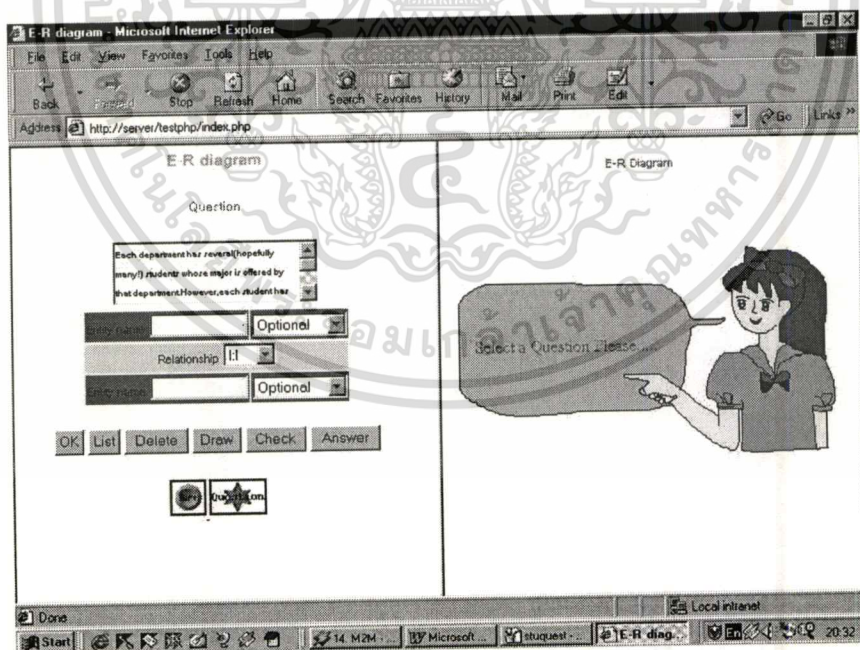 E-R diagram - Microsoft Internet Explorer
File Edit View Favorites Tools Help
Back Forward Stop Refresh Home Search Favorites History Mail Print Edit
Address http://server/testphp/index.php Go Links »
E-R diagram
Question
Each department has several(hopefully
many!) students whose major is offered by
that department.However,each student has
Entity name Optional
Relationship 1:1
Entity name Optional
OK List Delete Draw Check Answer
Question
E-R Diagram
Select a Question Please.....
Done
Local intranet
Start 14 M2M - ... Microsoft ... stuquest - ... E-R diag... 20:32